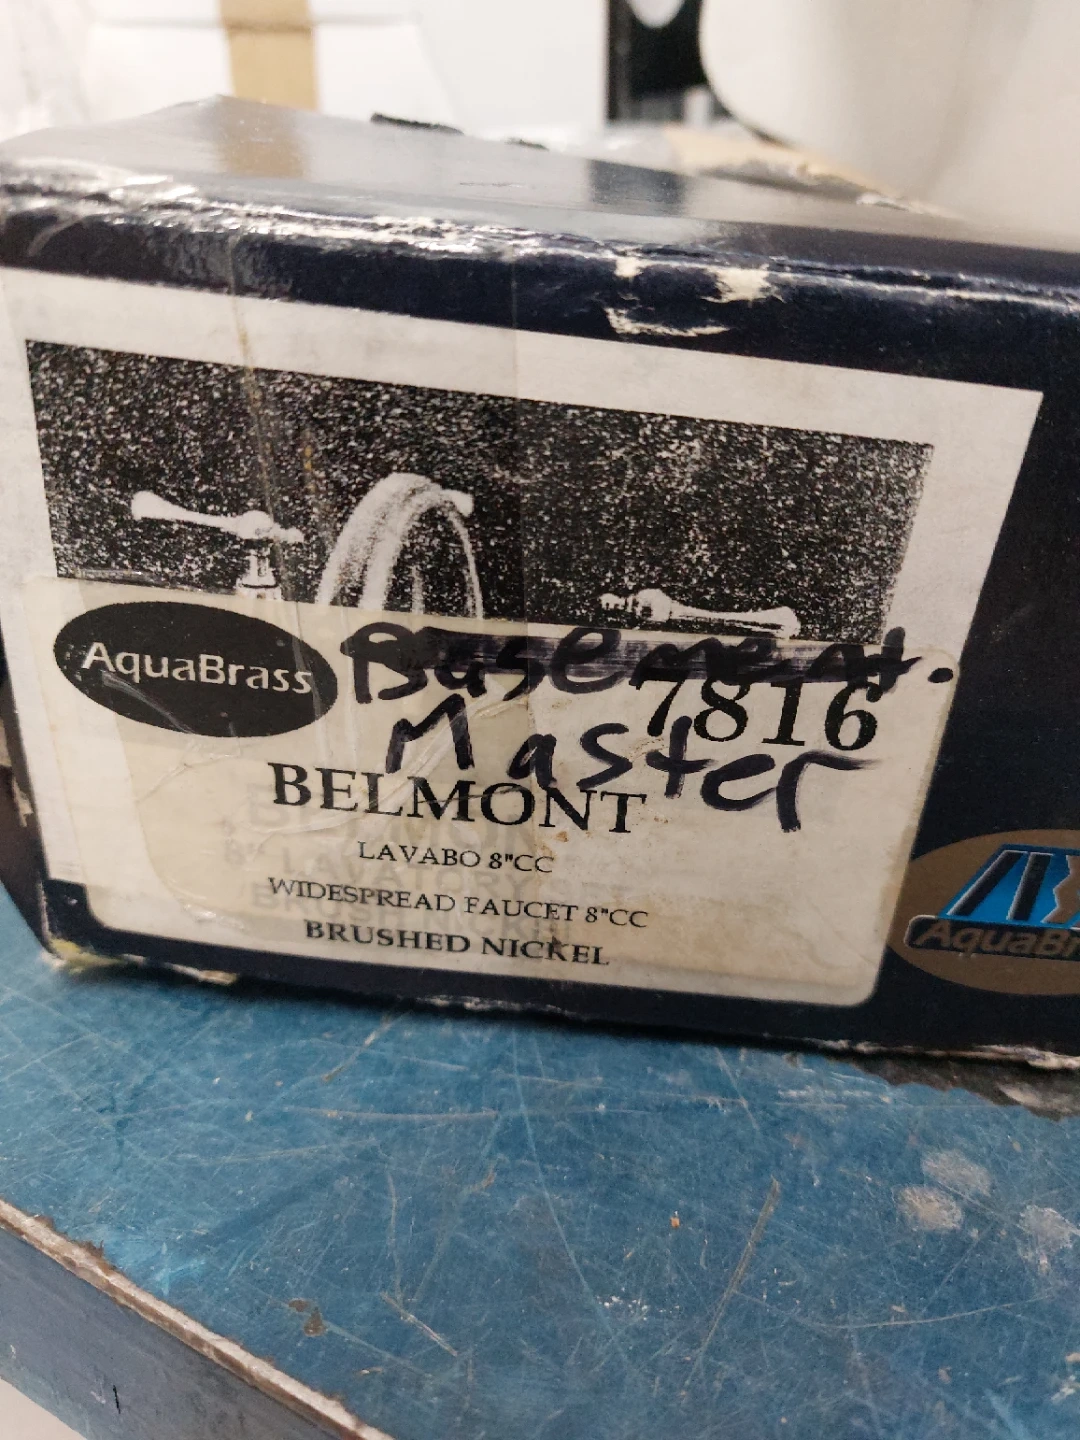 AquaBrass
Basement.
7816
Master
BELMONT
LAVABO 8"CC
WIDESPREAD FAUCET 8"CC
BRUSHED NICKEL
AquaBr